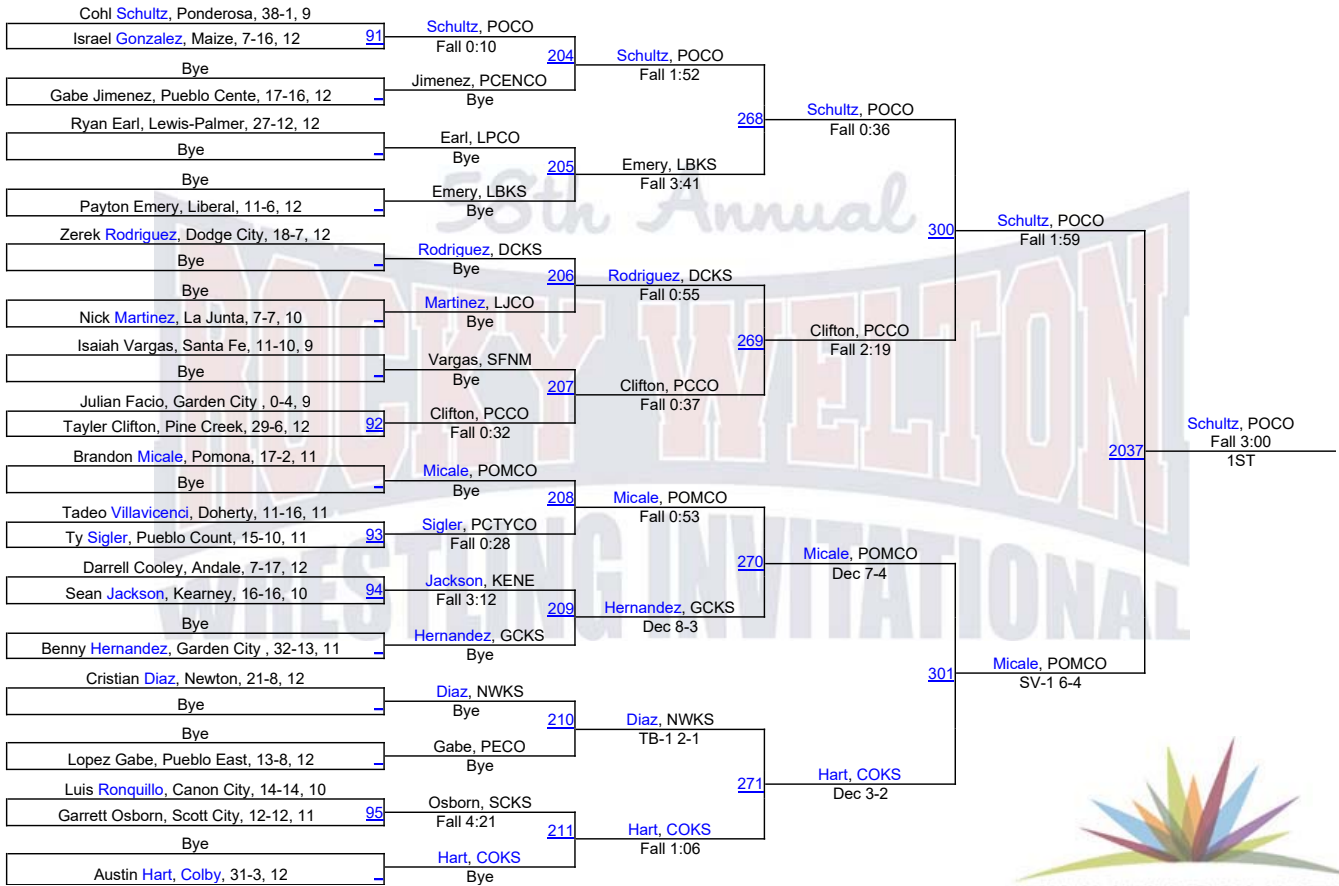 Cohl Schultz, Ponderosa, 38-1, 9
Israel Gonzalez, Maize, 7-16, 12
91
Bye
Gabe Jimenez, Pueblo Cente, 17-16, 12
Ryan Earl, Lewis-Palmer, 27-12, 12
Bye
Bye
Payton Emery, Liberal, 11-6, 12
Zerek Rodriguez, Dodge City, 18-7, 12
Bye
Bye
Nick Martinez, La Junta, 7-7, 10
Isaiah Vargas, Santa Fe, 11-10, 9
Bye
Julian Facio, Garden City , 0-4, 9
Tayler Clifton, Pine Creek, 29-6, 12
92
Brandon Micale, Pomona, 17-2, 11
Bye
Tadeo Villavicenci, Doherty, 11-16, 11
Ty Sigler, Pueblo Count, 15-10, 11
93
Darrell Cooley, Andale, 7-17, 12
Sean Jackson, Kearney, 16-16, 10
94
Bye
Benny Hernandez, Garden City , 32-13, 11
Cristian Diaz, Newton, 21-8, 12
Bye
Bye
Lopez Gabe, Pueblo East, 13-8, 12
Luis Ronquillo, Canon City, 14-14, 10
Garrett Osborn, Scott City, 12-12, 11
95
Bye
Austin Hart, Colby, 31-3, 12
Schultz, POCO
Fall 0:10
204
Jimenez, PCENCO
Bye
Earl, LPCO
Bye
205
Emery, LBKS
Bye
Rodriguez, DCKS
Bye
206
Martinez, LJCO
Bye
Vargas, SFNM
Bye
207
Clifton, PCCO
Fall 0:32
Micale, POMCO
Bye
208
Sigler, PCTYCO
Fall 0:28
Jackson, KENE
Fall 3:12
209
Hernandez, GCKS
Bye
Diaz, NWKS
Bye
210
Gabe, PECO
Bye
Osborn, SCKS
Fall 4:21
211
Hart, COKS
Bye
Schultz, POCO
Fall 1:52
268
Emery, LBKS
Fall 3:41
Rodriguez, DCKS
Fall 0:55
269
Clifton, PCCO
Fall 0:37
Micale, POMCO
Fall 0:53
270
Hernandez, GCKS
Dec 8-3
Diaz, NWKS
TB-1 2-1
271
Hart, COKS
Fall 1:06
Schultz, POCO
Fall 0:36
300
Clifton, PCCO
Fall 2:19
Micale, POMCO
Dec 7-4
301
Hart, COKS
Dec 3-2
Schultz, POCO
Fall 1:59
2037
Micale, POMCO
SV-1 6-4
Schultz, POCO
Fall 3:00
1ST
58th Annual
ROCKY WELTON
WRESTLING INVITATIONAL